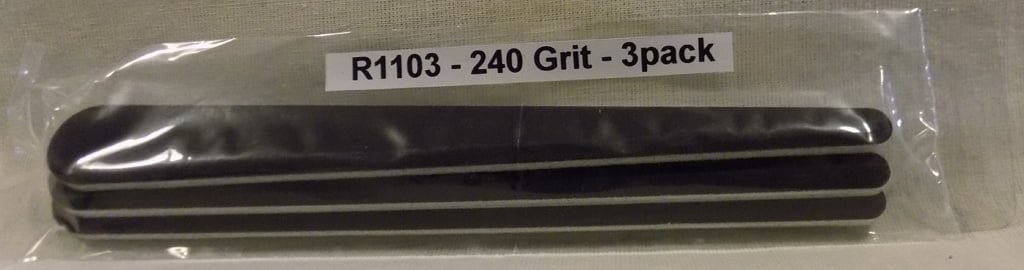 R1103 - 240 Grit - 3pack